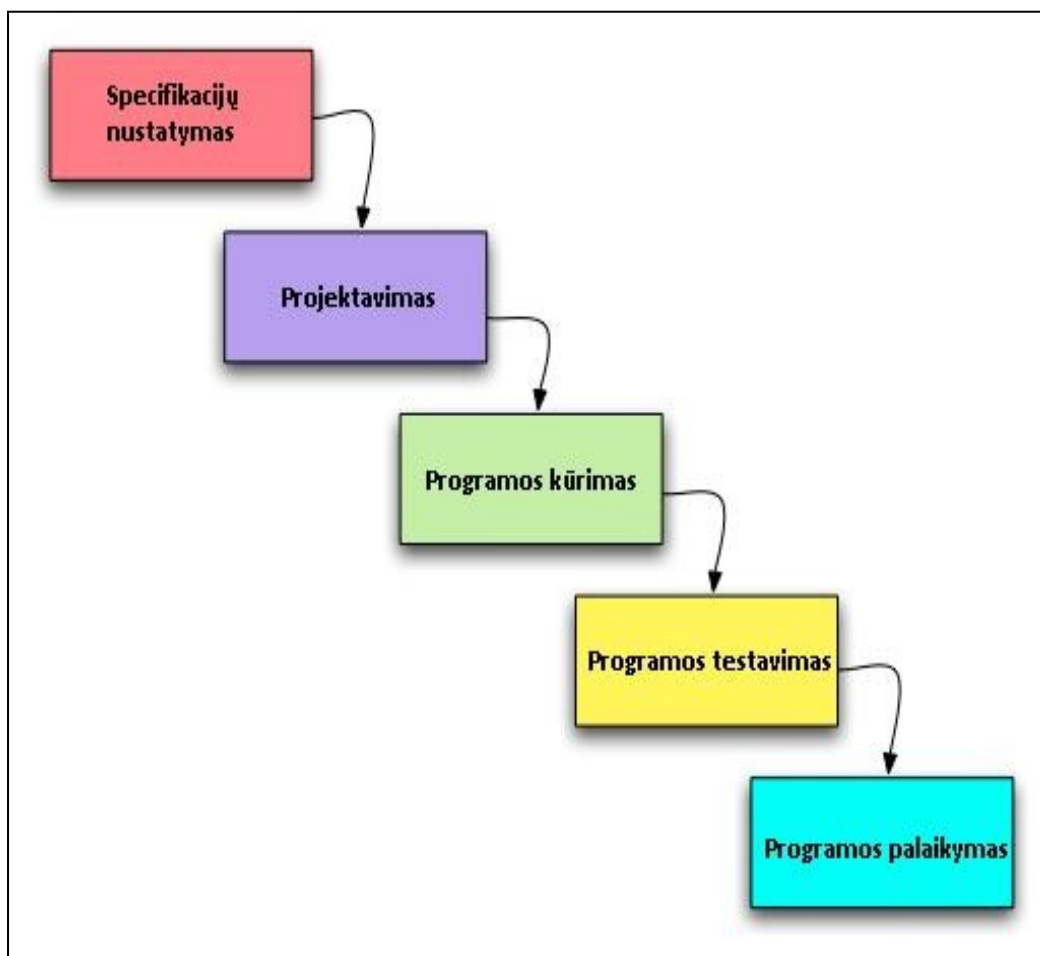 Specifikacijų
nustatymas
Projektavimas
Programos kūrimas
Programos testavimas
Programos palaikymas